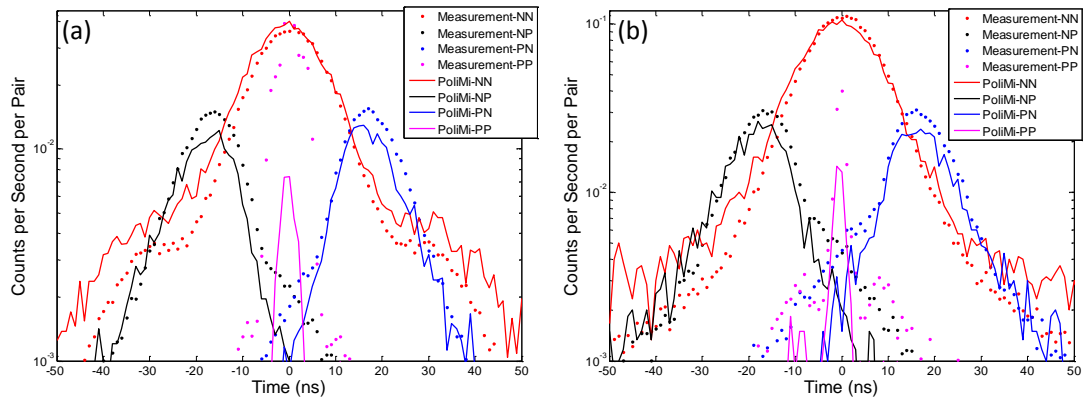 (a)
Measurement-NN
Measurement-NP
Measurement-PN
Measurement-PP
PoliMi-NN
PoliMi-NP
PoliMi-PN
PoliMi-PP
Counts per Second per Pair
10-2
10-3
-50 -40 -30 -20 -10 0 10 20 30 40 50
Time (ns)
(b)
Measurement-NN
Measurement-NP
Measurement-PN
Measurement-PP
PoliMi-NN
PoliMi-NP
PoliMi-PN
PoliMi-PP
Counts per Second per Pair
10-1
10-2
10-3
-50 -40 -30 -20 -10 0 10 20 30 40 50
Time (ns)